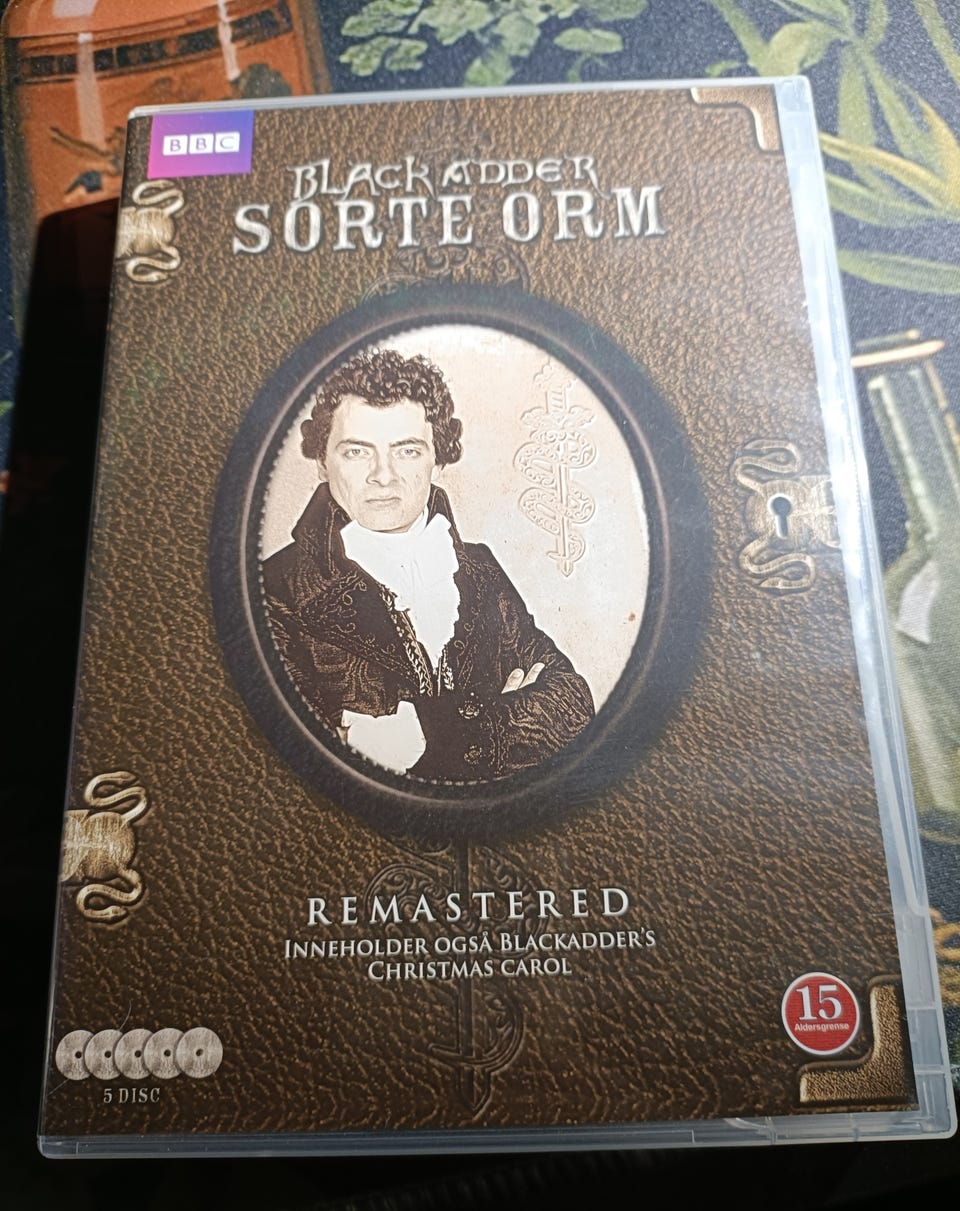 BBC
BLACKADDER
SORTE ORM
REMASTERED
INNEHOLDER OGSÅ BLACKADDER'S
CHRISTMAS CAROL
15
Aldersgrense
5 DISC